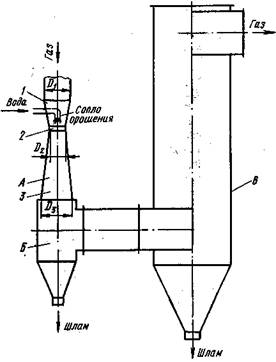 Газ
Газ
D₁
1
Сопло
орошения
Вода
2
D₂
А
3
D₃
В
Б
Шлам
Шлам